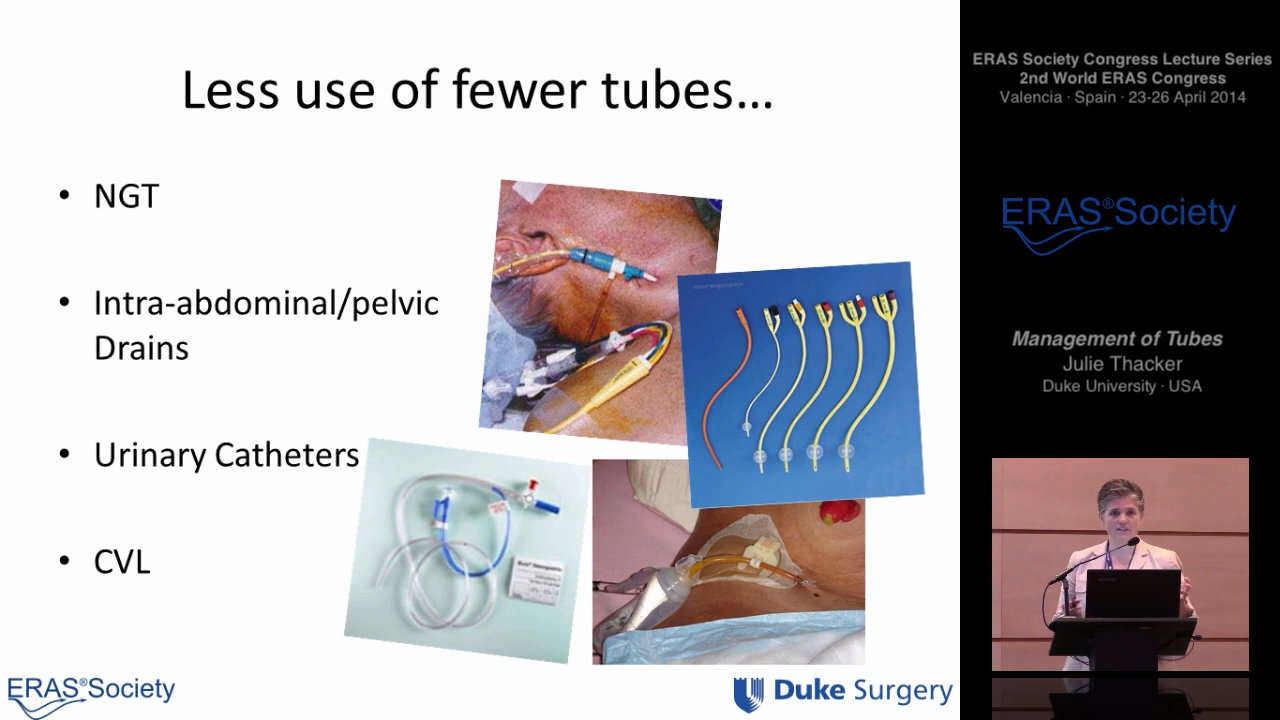 Less use of fewer tubes...
• NGT
• Intra-abdominal/pelvic
Drains
• Urinary Catheters
• CVL
ERAS®Society
Duke Surgery
ERAS Society Congress Lecture Series
2nd World ERAS Congress
Valencia · Spain · 23-26 April 2014
ERAS®Society
Management of Tubes
Julie Thacker
Duke University · USA